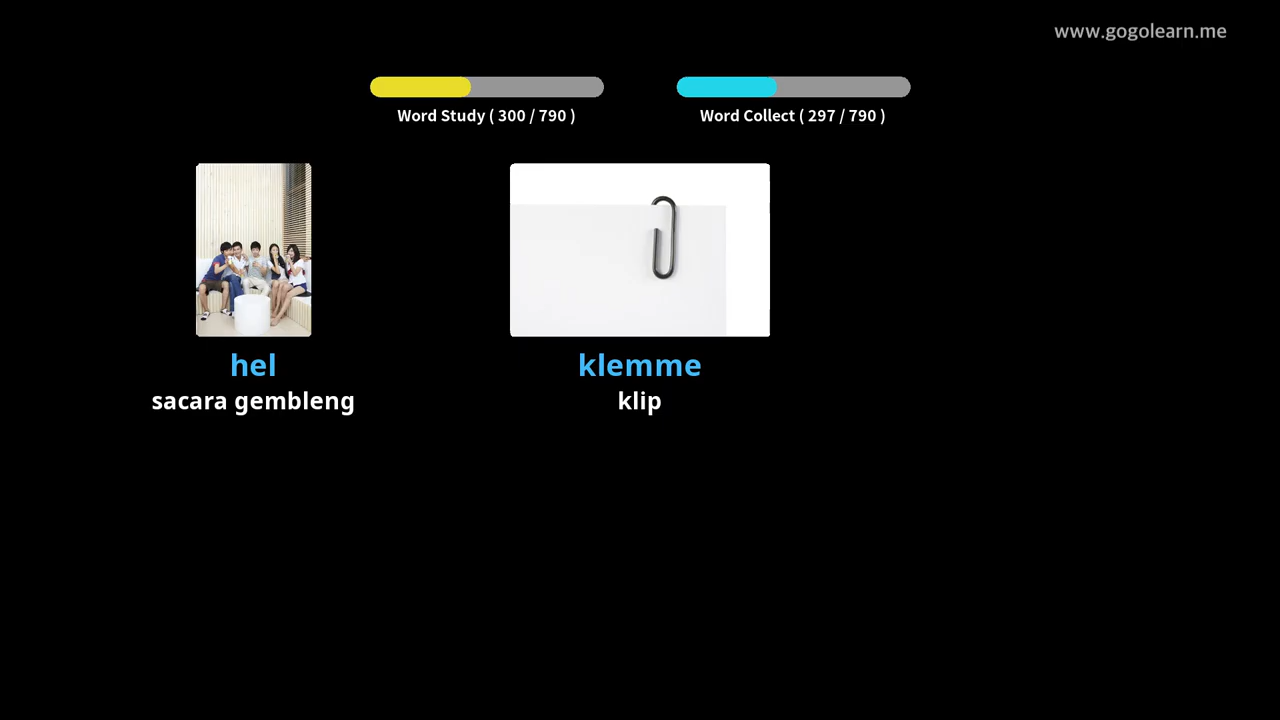 www.gogolearn.me
Word Study ( 300 / 790 )
Word Collect ( 297 / 790 )
hel
sacara gembleng
klemme
klip